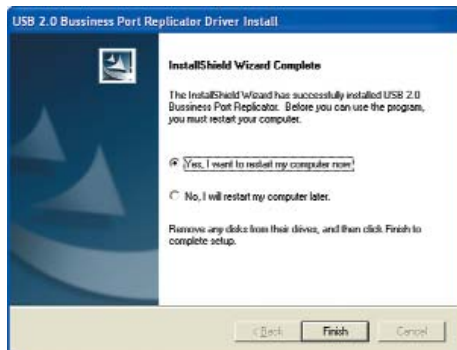 USB 2.0 Bussiness Port Replicator Driver Install
InstallShield Wizard Complete
The InstallShield Wizard has successfully installed USB 2.0
Bussiness Port Replicator. Before you can use the program,
you must restart your computer.
Yes, I want to restart my computer now.
No, I will restart my computer later.
Remove any disks from their drives, and then click Finish to
complete setup.
< Back Finish Cancel